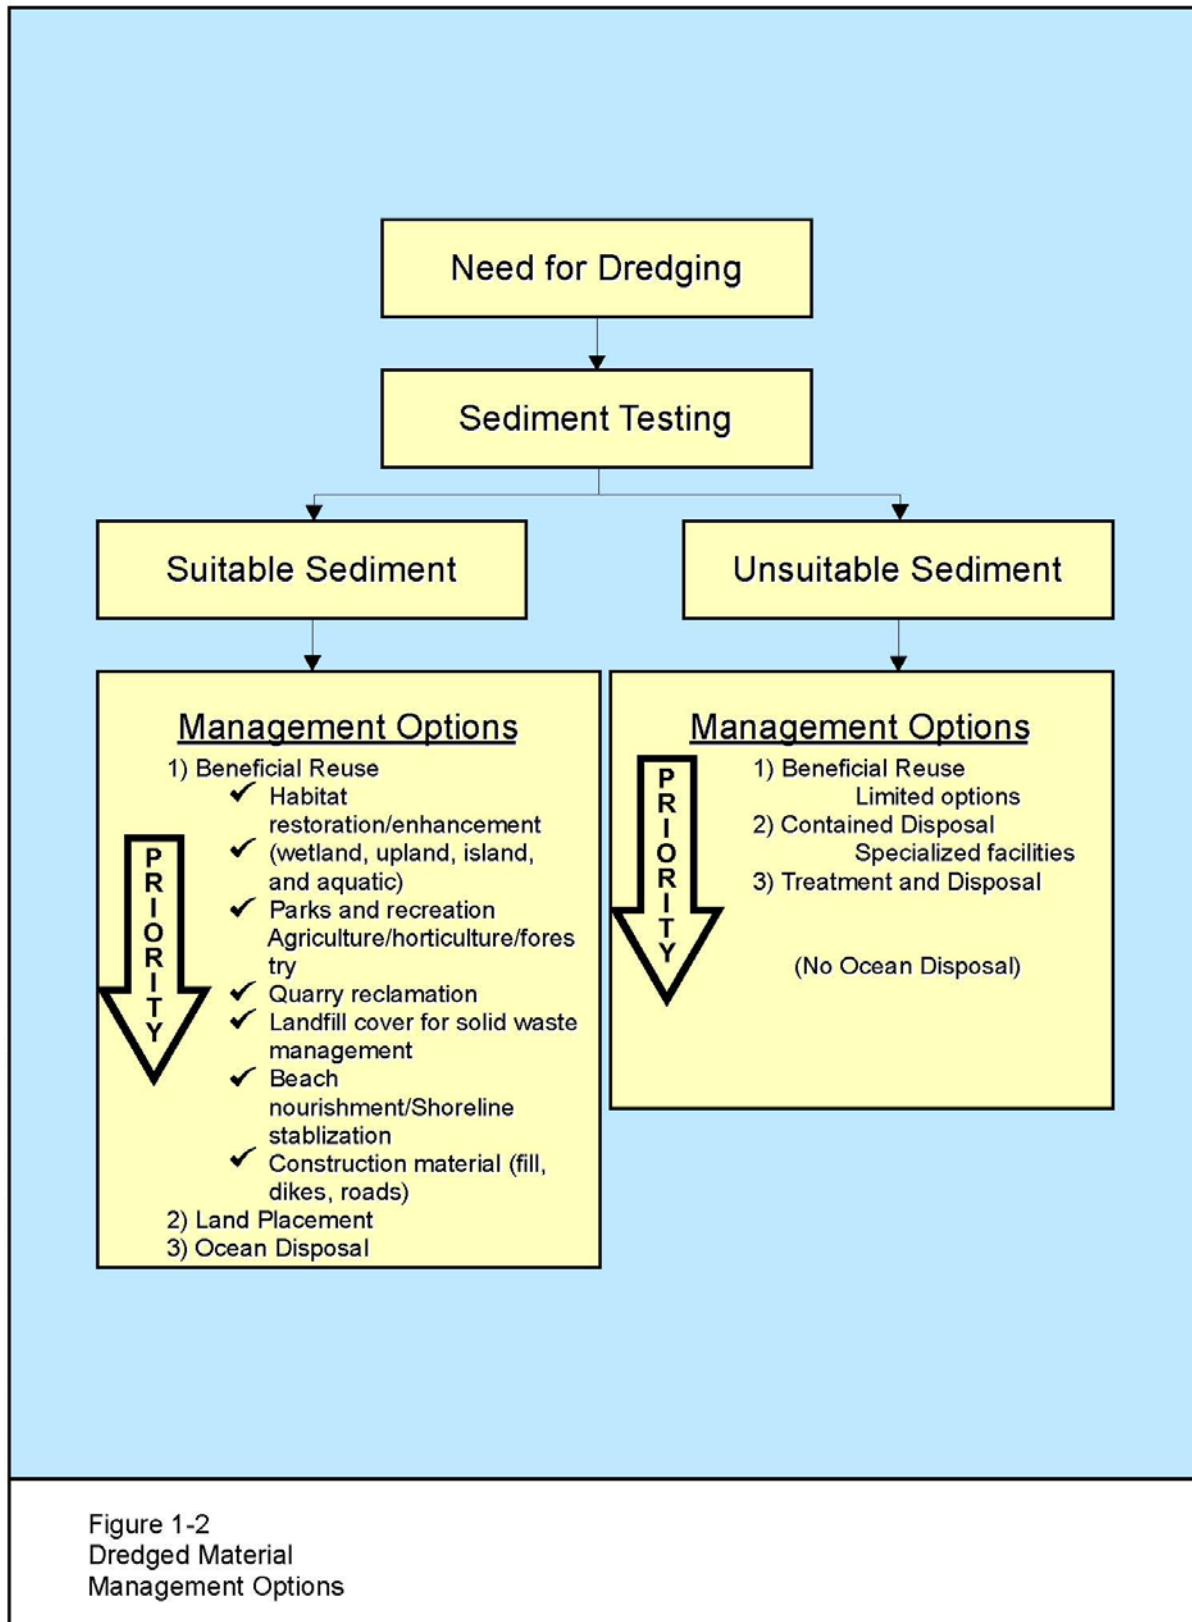 Need for Dredging
Sediment Testing
Suitable Sediment
Unsuitable Sediment
Management Options
1) Beneficial Reuse
✓ Habitat
restoration/enhancement
✓ (wetland, upland, island,
and aquatic)
✓ Parks and recreation
Agriculture/horticulture/fores
try
✓ Quarry reclamation
✓ Landfill cover for solid waste
management
✓ Beach
nourishment/Shoreline
stablization
✓ Construction material (fill,
dikes, roads)
2) Land Placement
3) Ocean Disposal
PRIORITY
Management Options
1) Beneficial Reuse
Limited options
2) Contained Disposal
Specialized facilities
3) Treatment and Disposal
(No Ocean Disposal)
PRIORITY
Figure 1-2
Dredged Material
Management Options